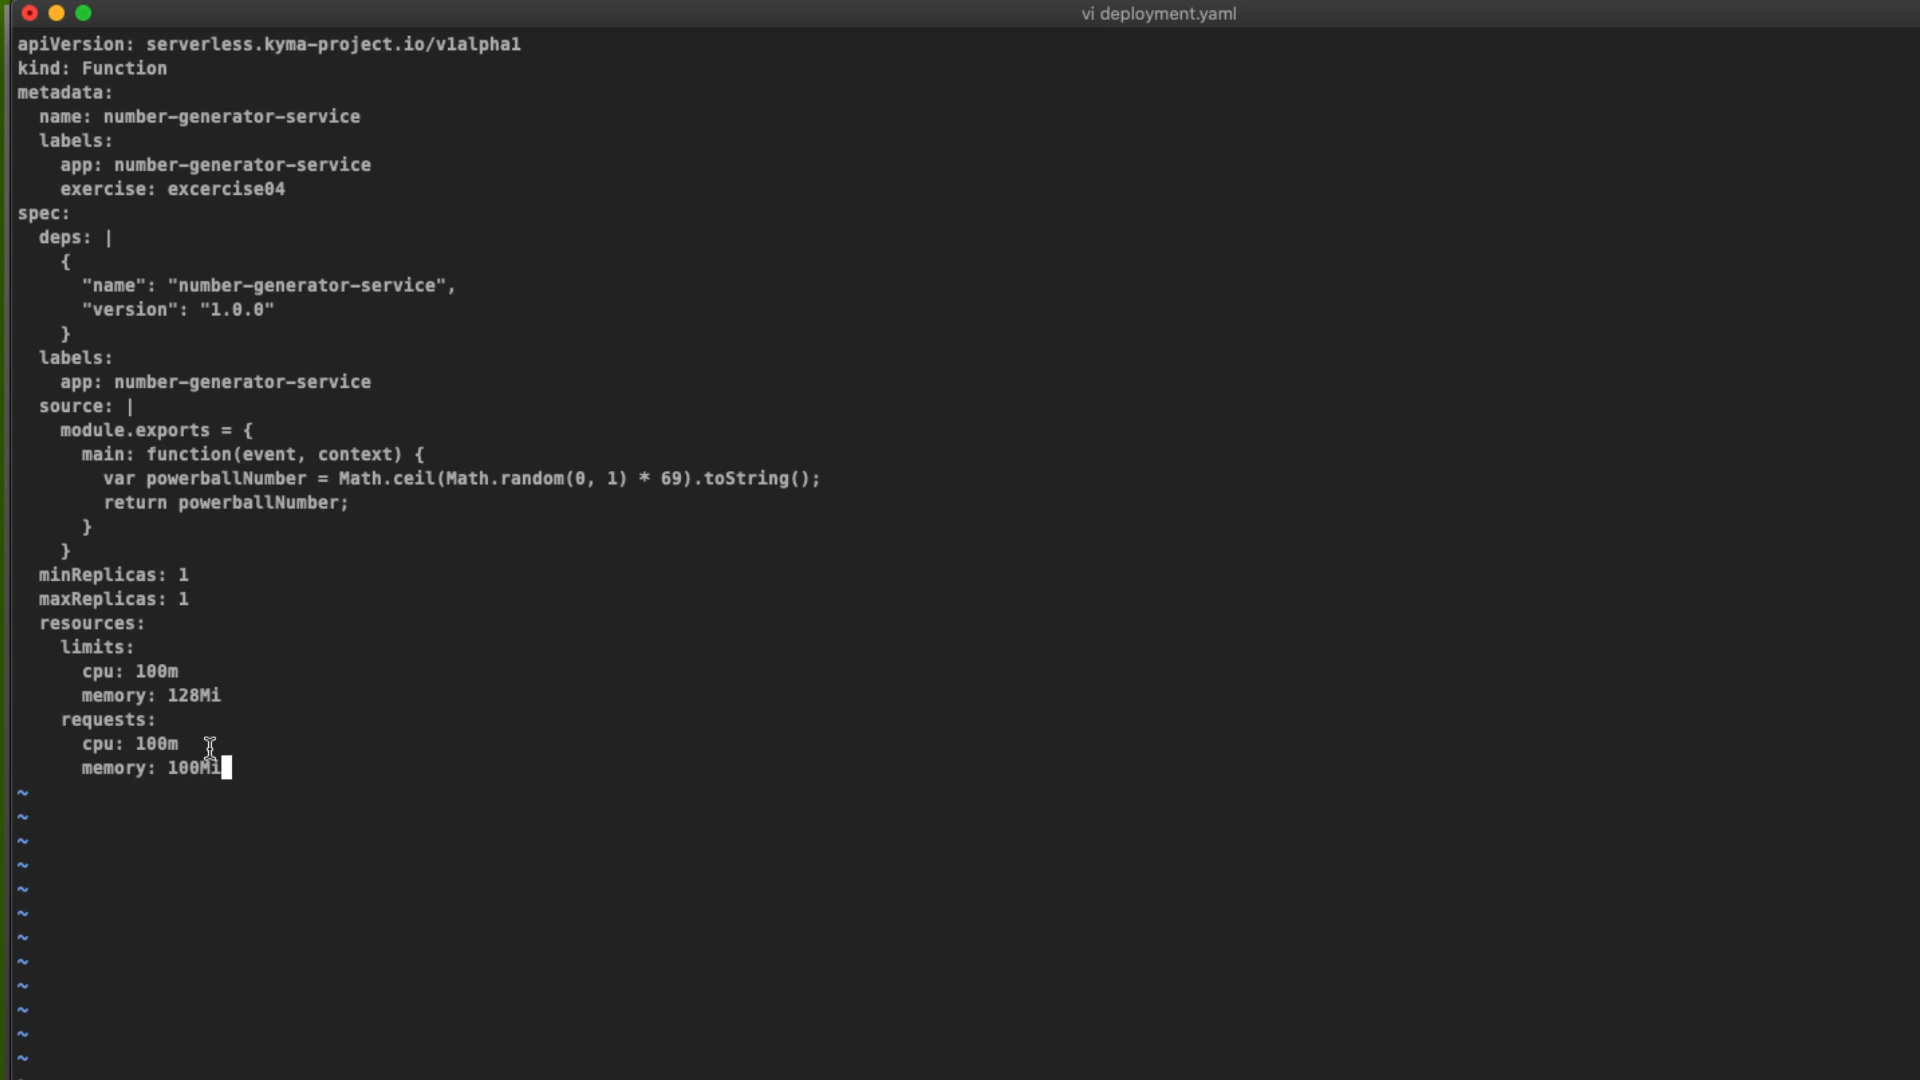 vi deployment.yaml
apiVersion: serverless.kyma-project.io/v1alpha1
kind: Function
metadata:
  name: number-generator-service
  labels:
    app: number-generator-service
    exercise: excercise04
spec:
  deps: |
    {
      "name": "number-generator-service",
      "version": "1.0.0"
    }
  labels:
    app: number-generator-service
  source: |
    module.exports = {
      main: function(event, context) {
        var powerballNumber = Math.ceil(Math.random(0, 1) * 69).toString();
        return powerballNumber;
      }
    }
  minReplicas: 1
  maxReplicas: 1
  resources:
    limits:
      cpu: 100m
      memory: 128Mi
    requests:
      cpu: 100m
      memory: 100Mi
~
~
~
~
~
~
~
~
~
~
~
~